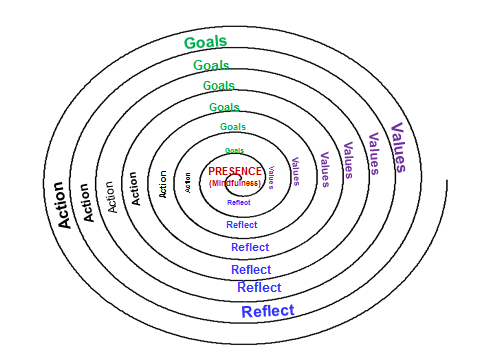 Goals
Goals
Goals
Goals
Goals
Goals
Action
Action
Action
Action
Action
Action
PRESENCE
(Mindfulness)
Values
Values
Values
Values
Values
Values
Reflect
Reflect
Reflect
Reflect
Reflect
Reflect